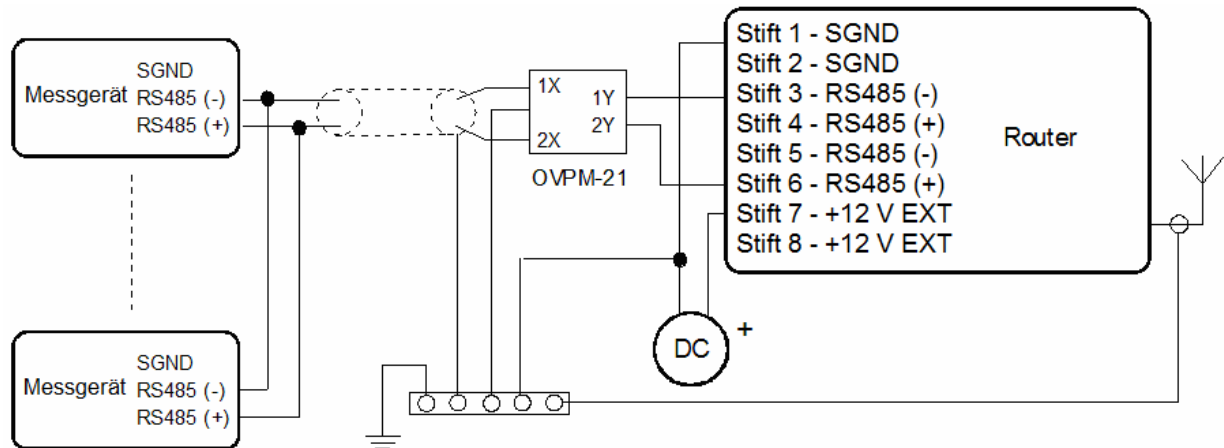 SGND
Messgerät
RS485 (-)
RS485 (+)
1X
2X
1Y
2Y
OVPM-21
Stift 1 - SGND
Stift 2 - SGND
Stift 3 - RS485 (-)
Stift 4 - RS485 (+)
Stift 5 - RS485 (-)
Stift 6 - RS485 (+)
Stift 7 - +12 V EXT
Stift 8 - +12 V EXT
Router
DC
+
SGND
Messgerät
RS485 (-)
RS485 (+)